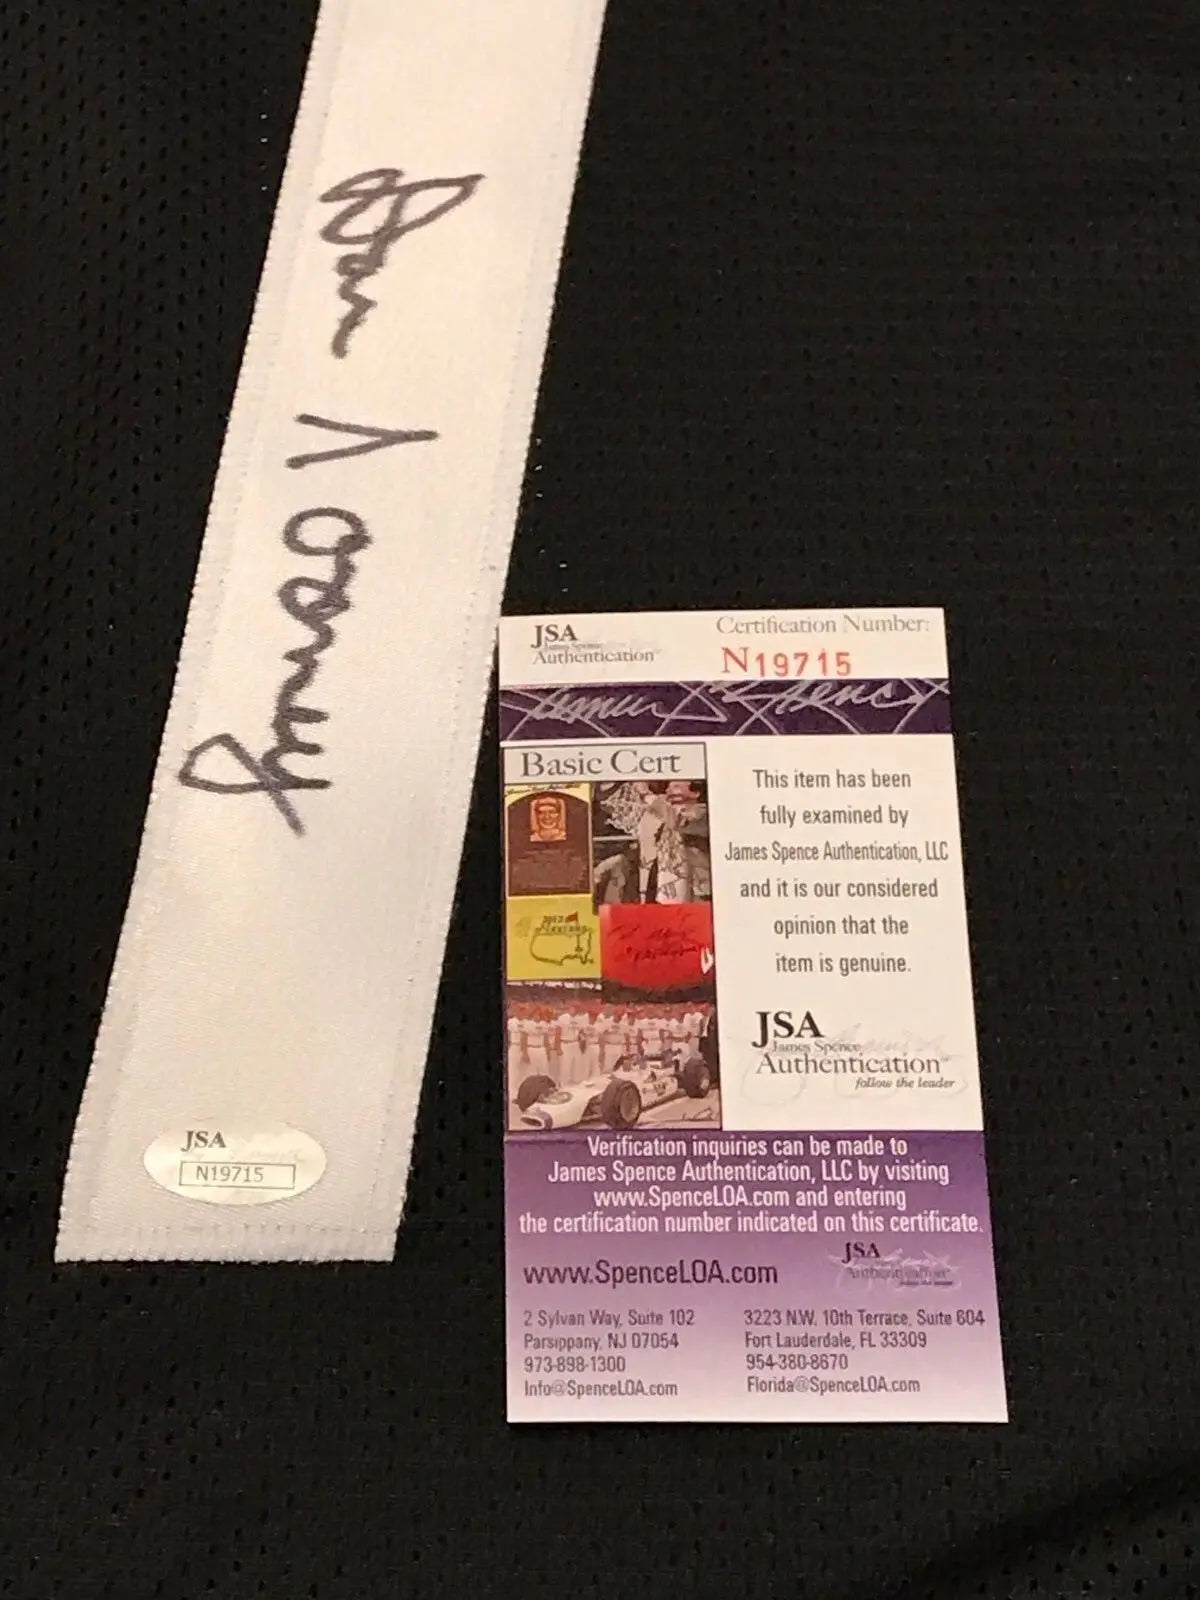 JSA
N19715
JSA
James Spence
Authentication
Certification Number:
N19715
Basic Cert
This item has been
fully examined by
James Spence Authentication, LLC
and it is our considered
opinion that the
item is genuine.
JSA
James Spence
Authentication
follow the leader
Verification inquiries can be made to
James Spence Authentication, LLC by visiting
www.SpenceLOA.com and entering
the certification number indicated on this certificate.
www.SpenceLOA.com
JSA
Authentication
2 Sylvan Way, Suite 102
Parsippany, NJ 07054
973-898-1300
Info@SpenceLOA.com
3223 N.W. 10th Terrace, Suite 604
Fort Lauderdale, FL 33309
954-380-8670
Florida@SpenceLOA.com